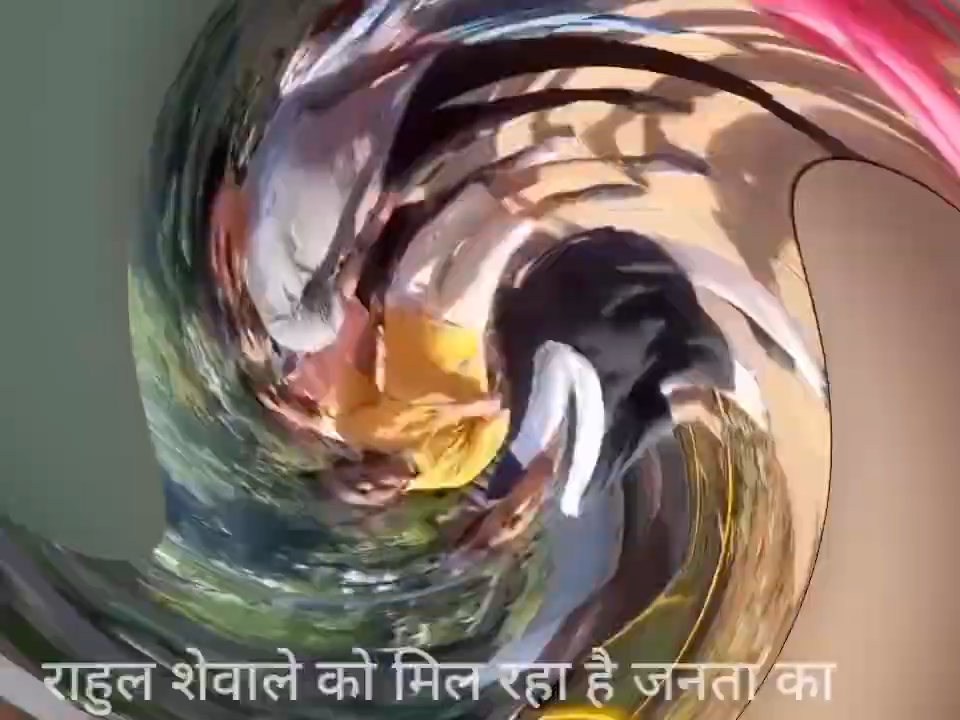 राहुल शेवाले को मिल रहा है जनता का